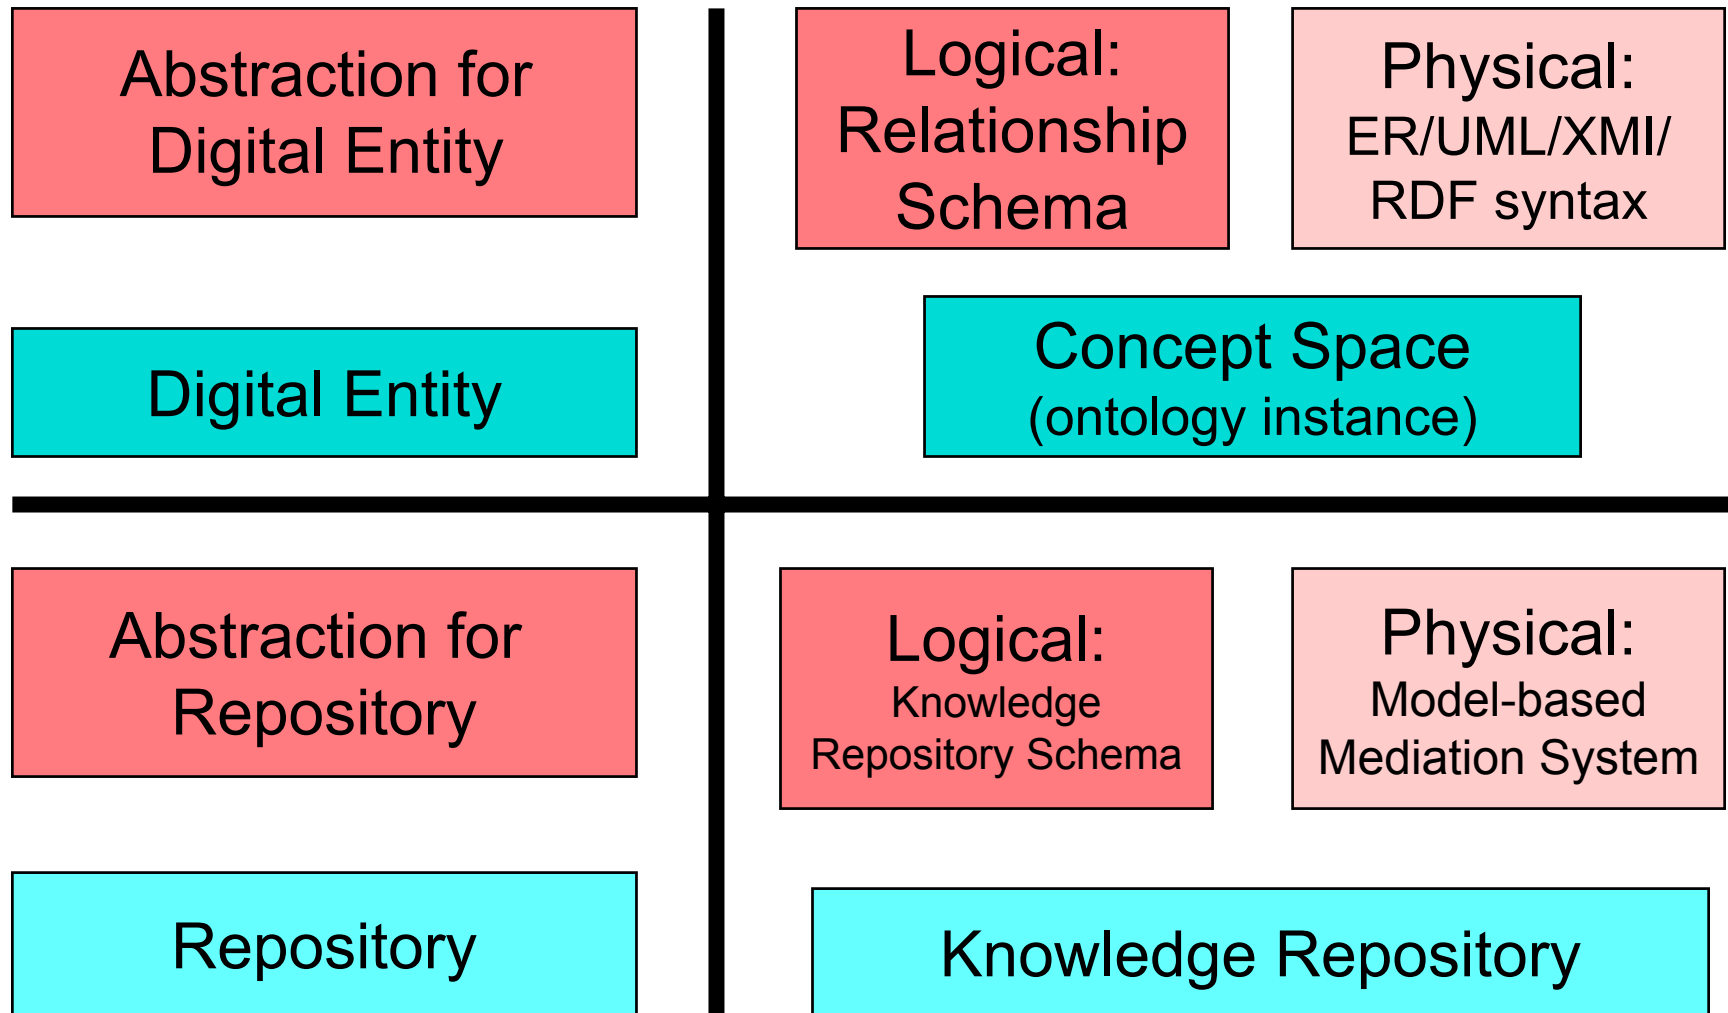 Abstraction for
Digital Entity
Logical:
Relationship
Schema
Physical:
ER/UML/XMI/
RDF syntax
Digital Entity
Concept Space
(ontology instance)
Abstraction for
Repository
Logical:
Knowledge
Repository Schema
Physical:
Model-based
Mediation System
Repository
Knowledge Repository